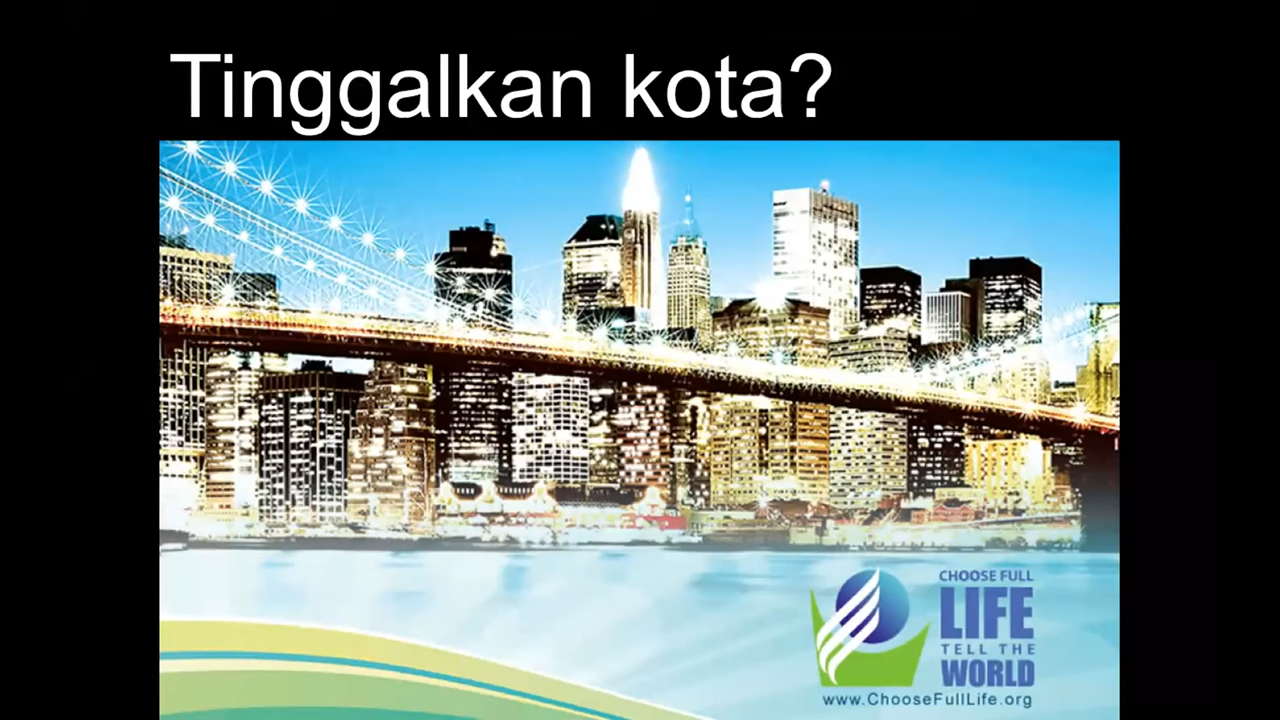 Tinggalkan kota?
CHOOSE FULL
LIFE
TELL THE
WORLD
www.ChooseFullLife.org